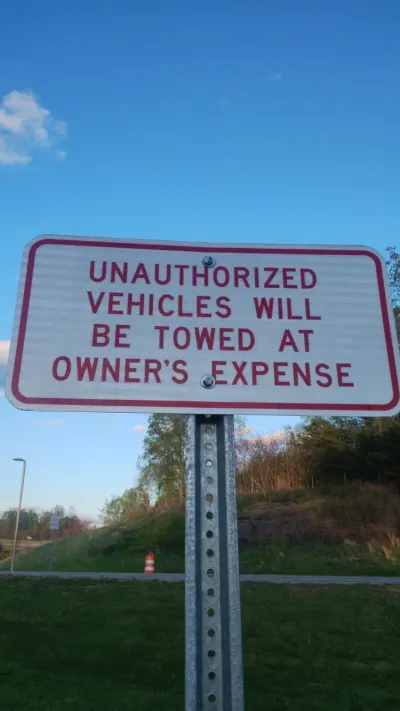 UNAUTHORIZED
VEHICLES WILL
BE TOWED AT
OWNER'S EXPENSE